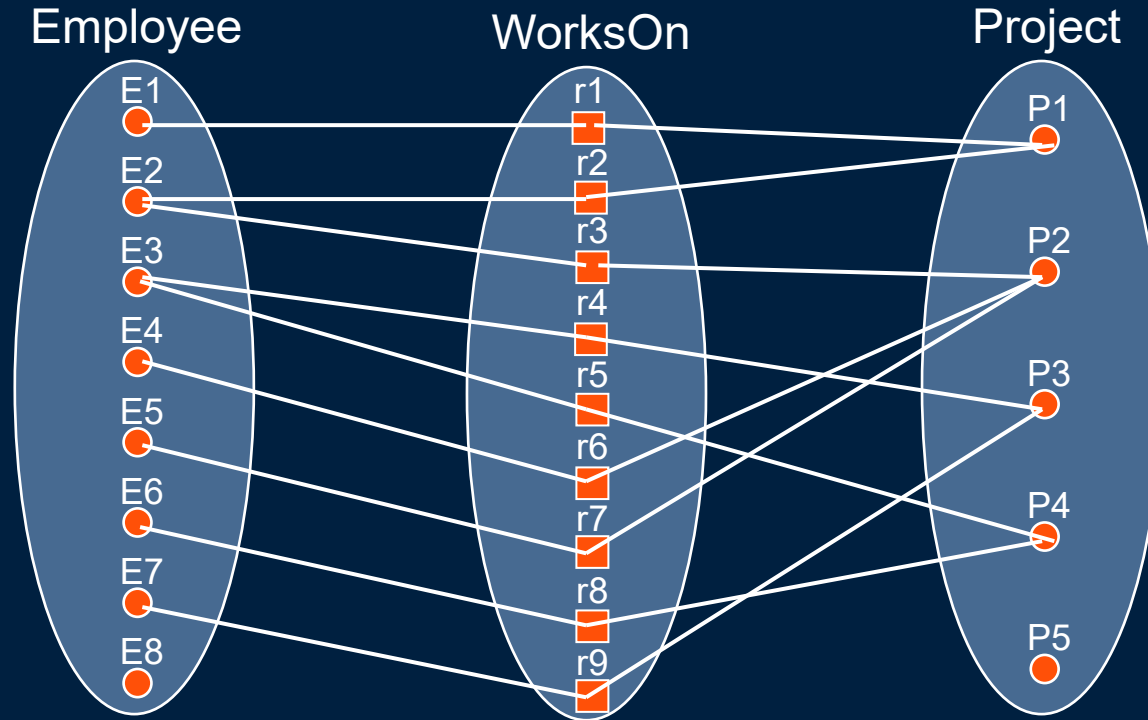 Employee
WorksOn
Project
E1
E2
E3
E4
E5
E6
E7
E8
r1
r2
r3
r4
r5
r6
r7
r8
r9
P1
P2
P3
P4
P5